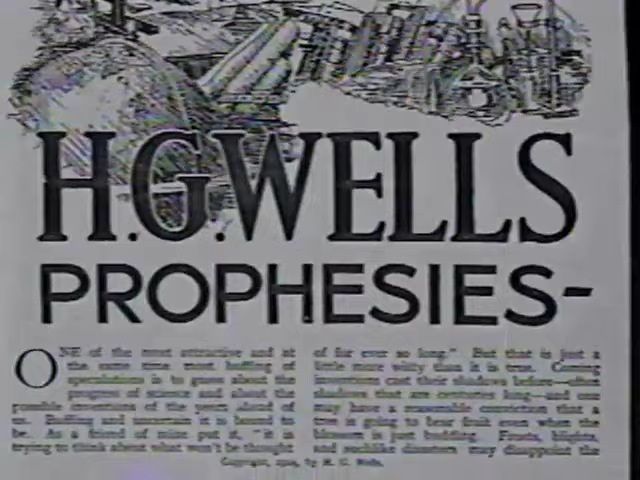 H.G.WELLS
PROPHESIES-
ONE of the most attractive and at
the same time most baffling of
speculations is to guess about the
progress of science and about the
possible inventions of the years ahead of
us. and it is bound to
be. As a friend of mine put it, "it is
trying to think about what won't be thought
of for ever so long." But that is just a
little more witty than it is true. Coming
inventions cast their shadows before—often
shadows that are centuries long—and one
may have a reasonable conviction that a
tree is going to bear fruit even when the
blossom is just budding. Frosts, blights,
and suchlike disasters may disappoint the
Copyright, by H. G. Wells.